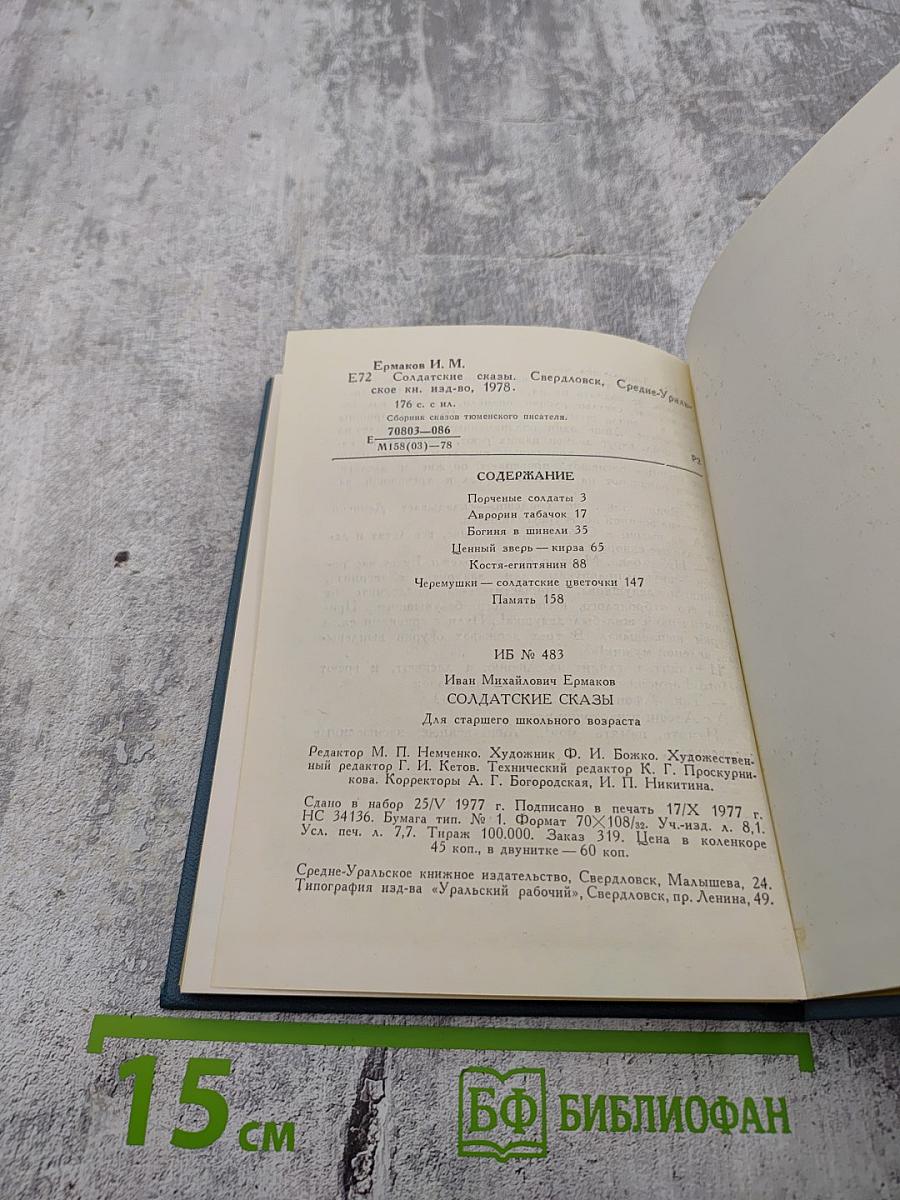 Ермаков И. М.
Е72 Солдатские сказы. Свердловск, Средне-Ураль-
ское кн. изд-во, 1978.
176 с. с ил.
Сборник сказов тюменского писателя.
Е 70803—086
М158(03)—78
Р2
СОДЕРЖАНИЕ
Порченые солдаты 3
Аврорин табачок 17
Богиня в шинели 35
Ценный зверь — кирза 65
Костя-египтянин 88
Черемушки — солдатские цветочки 147
Память 158
ИБ № 483
Иван Михайлович Ермаков
СОЛДАТСКИЕ СКАЗЫ
Для старшего школьного возраста
Редактор М. П. Немченко. Художник Ф. И. Божко. Художествен-
ный редактор Г. И. Кетов. Технический редактор К. Г. Проскурни-
кова. Корректоры А. Г. Богородская, И. П. Никитина.
Сдано в набор 25/V 1977 г. Подписано в печать 17/X 1977 г.
НС 34136. Бумага тип. № 1. Формат 70×108/32. Уч.-изд. л. 8,1.
Усл. печ. л. 7,7. Тираж 100.000. Заказ 319. Цена в коленкоре
45 коп., в двунитке — 60 коп.
Средне-Уральское книжное издательство, Свердловск, Малышева, 24.
Типография изд-ва «Уральский рабочий», Свердловск, пр. Ленина, 49.
15 см
БФ БИБЛИОФАН